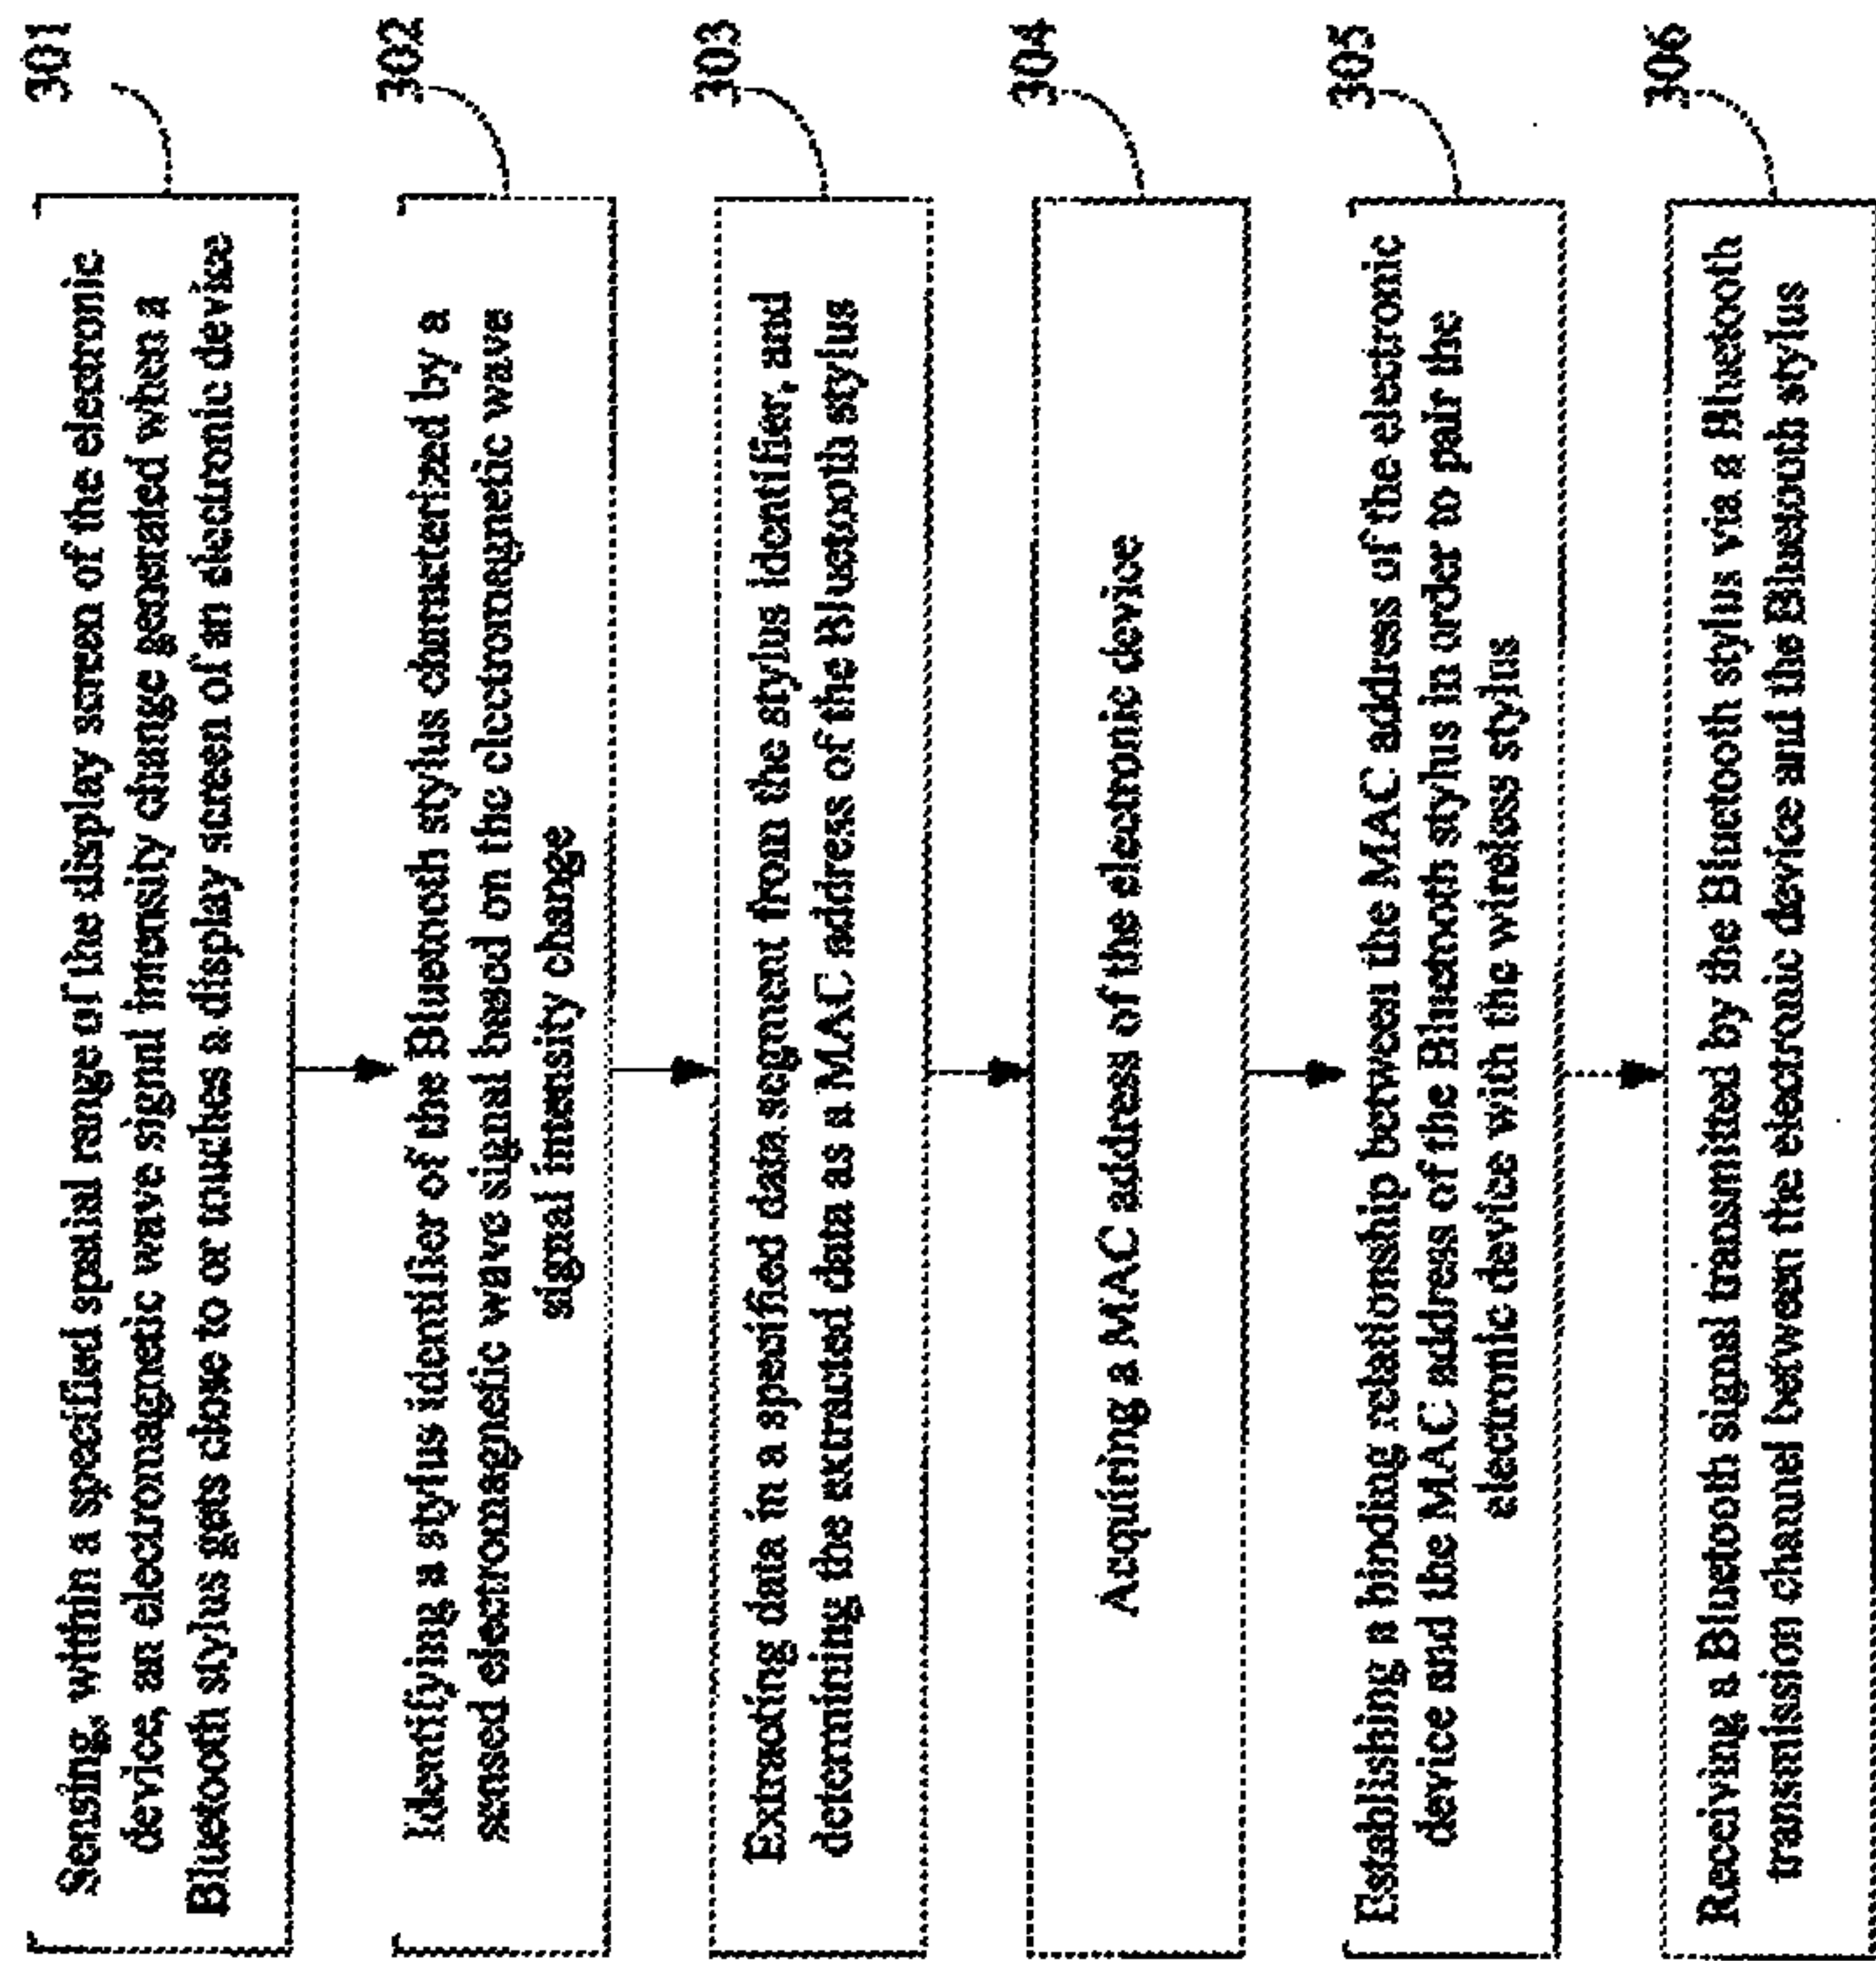 301
Sensing, within a specified spatial range of the display screen of the electronic
device, an electromagnetic wave signal intensity change generated when a
Bluetooth stylus gets close to or touches a display screen of an electronic device
302
Identifying a stylus identifier of the Bluetooth stylus characterized by a
sensed electromagnetic wave signal based on the electromagnetic wave
signal intensity change
303
Extracting data in a specified data segment from the stylus identifier, and
determining the extracted data as a MAC address of the Bluetooth stylus
304
Acquiring a MAC address of the electronic device
305
Establishing a binding relationship between the MAC address of the electronic
device and the MAC address of the Bluetooth stylus in order to pair the
electronic device with the wireless stylus
306
Receiving a Bluetooth signal transmitted by the Bluetooth stylus via a Bluetooth
transmission channel between the electronic device and the Bluetooth stylus